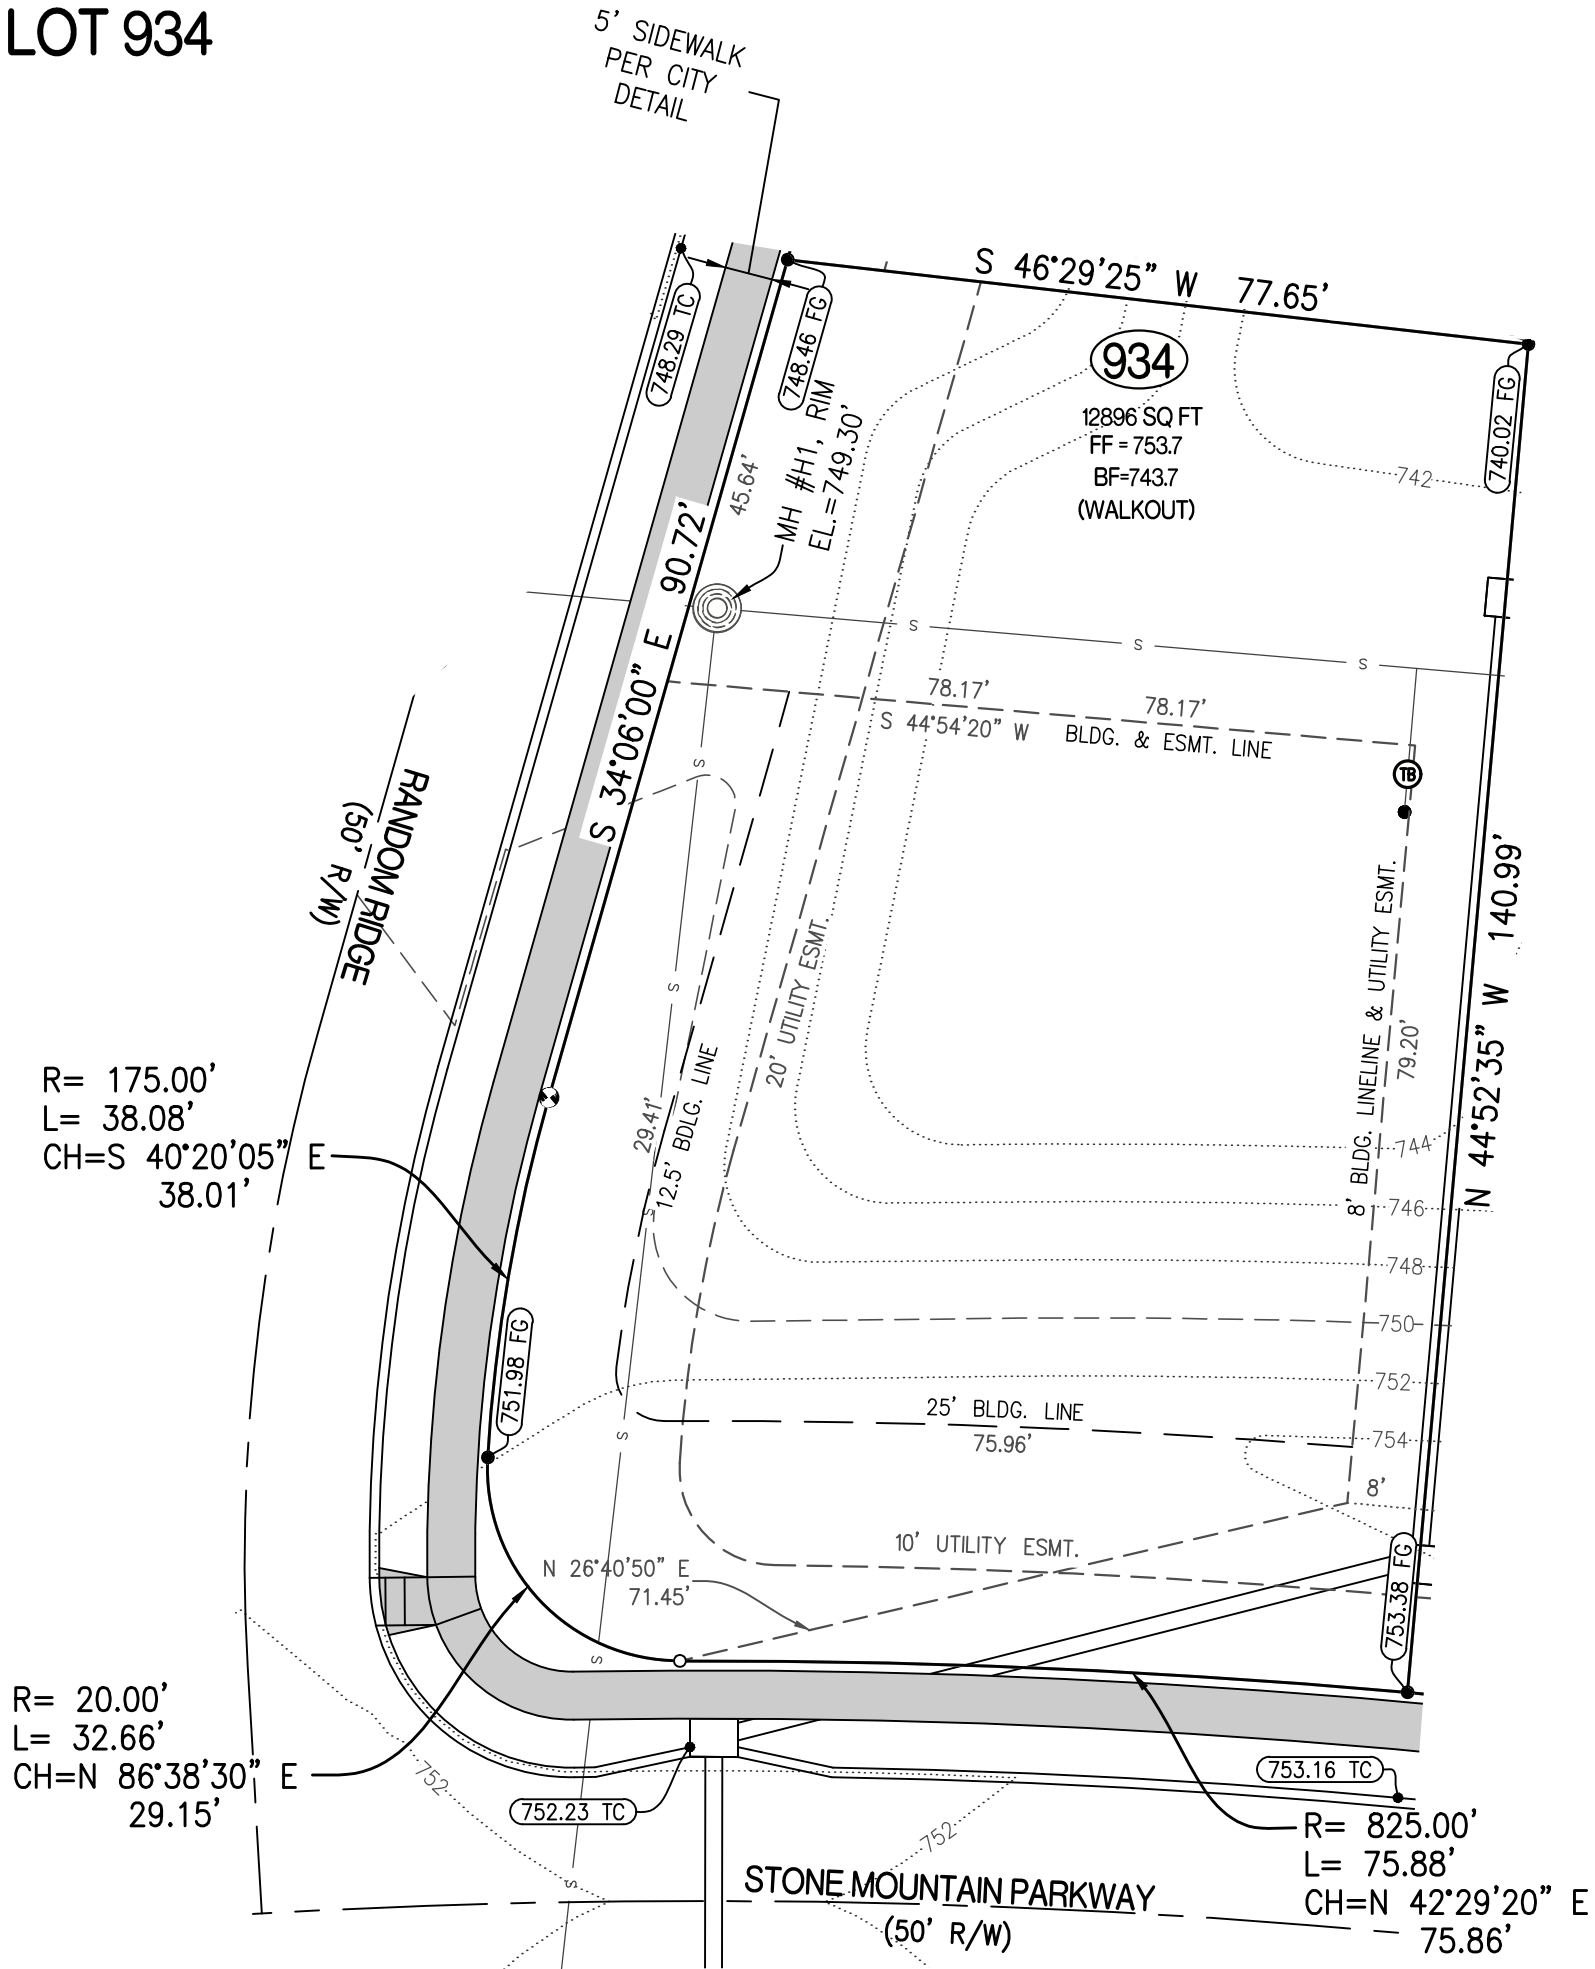 LOT 934
5' SIDEWALK
PER CITY
DETAIL
S 46°29'25" W 77.65'
748.29 TC
748.46 FG
934
12896 SQ FT
FF = 753.7
BF=743.7
(WALKOUT)
740.02 FG
742
MH #H1, RIM
EL.=749.30'
45.64'
S 34°06'00" E 90.72'
S
S
S
78.17'
78.17'
S 44°54'20" W
BLDG. & ESMT. LINE
TB
S
RANDOM RIDGE
(50' R/W)
N 44°52'35" W 140.99'
8' BLDG. LINELINE & UTILITY ESMT.
79.20'
20' UTILITY ESMT.
S
12.5' BDLG. LINE
29.41'
S
R= 175.00'
L= 38.08'
CH=S 40°20'05" E
38.01'
744
746
748
750
752
754
751.98 FG
25' BLDG. LINE
75.96'
S
8'
10' UTILITY ESMT.
N 26°40'50" E
71.45'
753.38 FG
S
R= 20.00'
L= 32.66'
CH=N 86°38'30" E
29.15'
752
752.23 TC
753.16 TC
R= 825.00'
L= 75.88'
CH=N 42°29'20" E
75.86'
752
S
STONE MOUNTAIN PARKWAY
(50' R/W)